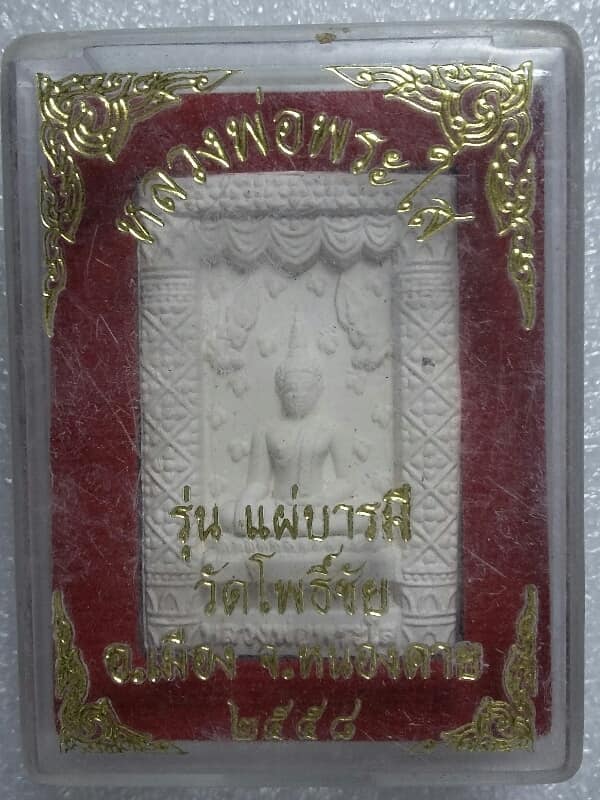 หลวงพ่อพระใส
รุ่น แผ่บารมี
วัดโพธิ์ชัย
อ.เมือง จ.หนองคาย
๒๕๕๘